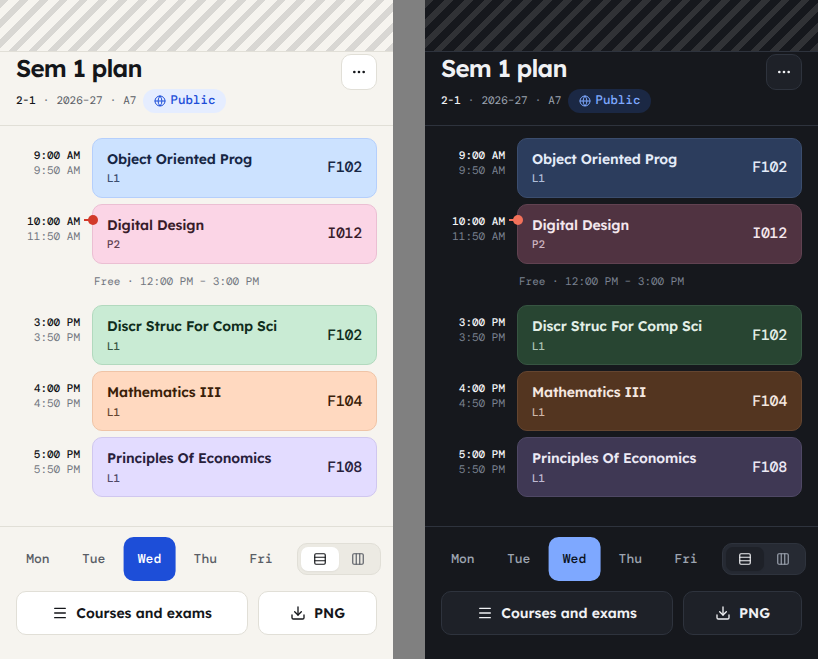 Sem 1 plan
2-1 · 2026-27 · A7 Public
9:00 AM
9:50 AM
Object Oriented Prog
L1
F102
10:00 AM
11:50 AM
Digital Design
P2
I012
Free · 12:00 PM – 3:00 PM
3:00 PM
3:50 PM
Discr Struc For Comp Sci
L1
F102
4:00 PM
4:50 PM
Mathematics III
L1
F104
5:00 PM
5:50 PM
Principles Of Economics
L1
F108
Mon Tue Wed Thu Fri
Courses and exams
PNG
Sem 1 plan
2-1 · 2026-27 · A7 Public
9:00 AM
9:50 AM
Object Oriented Prog
L1
F102
10:00 AM
11:50 AM
Digital Design
P2
I012
Free · 12:00 PM – 3:00 PM
3:00 PM
3:50 PM
Discr Struc For Comp Sci
L1
F102
4:00 PM
4:50 PM
Mathematics III
L1
F104
5:00 PM
5:50 PM
Principles Of Economics
L1
F108
Mon Tue Wed Thu Fri
Courses and exams
PNG